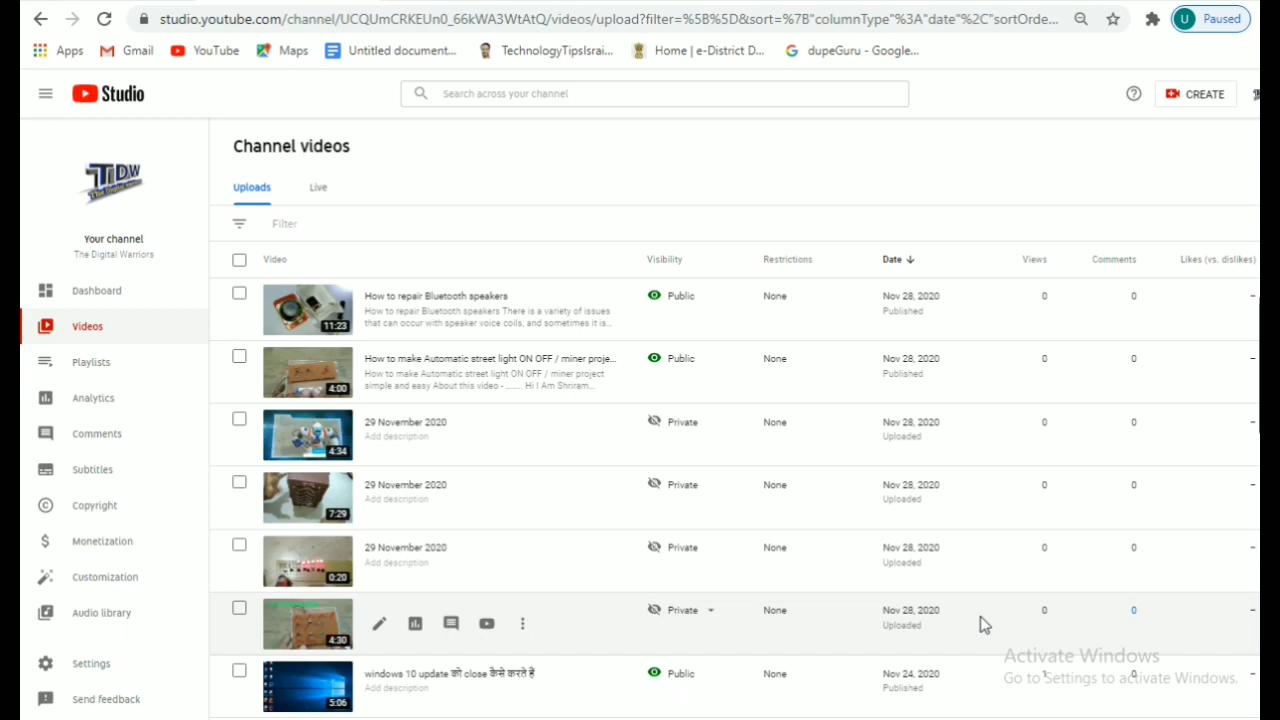 studio.youtube.com/channel/UCQUmCRKEUn0_66kWA3WtAtQ/videos/upload?filter=%5B%5D&sort=%7B"columnType"%3A"date"%2C"sortOrde...
U Paused
Apps Gmail YouTube Maps Untitled document... TechnologyTipsIsrai... Home | e-District D... dupeGuru - Google...
Studio
Search across your channel
CREATE
TDW
The Digital Warriors
Your channel
The Digital Warriors
Dashboard
Videos
Playlists
Analytics
Comments
Subtitles
Copyright
Monetization
Customization
Audio library
Settings
Send feedback
Channel videos
Uploads Live
Filter
Video Visibility Restrictions Date Views Comments Likes (vs. dislikes)
11:23 How to repair Bluetooth speakers Public None Nov 28, 2020 0 0 –
How to repair Bluetooth speakers There is a variety of issues Published
that can occur with speaker voice coils, and sometimes it is...
How to make Automatic street light ON OFF / miner proje... Public None Nov 28, 2020 0 0 –
How to make Automatic street light ON OFF / miner project Published
4:00 simple and easy About this video - ....... Hi I Am Shriram...
29 November 2020 Private None Nov 28, 2020 0 0 –
Add description Uploaded
4:34
29 November 2020 Private None Nov 28, 2020 0 0 –
Add description Uploaded
7:29
29 November 2020 Private None Nov 28, 2020 0 0 –
Add description Uploaded
0:20
Private None Nov 28, 2020 0 0 –
Uploaded
4:30
windows 10 update को close कैसे करते हैं Public None Nov 24, 2020 –
Add description Published
5:06
Activate Windows
Go to Settings to activate Windows.